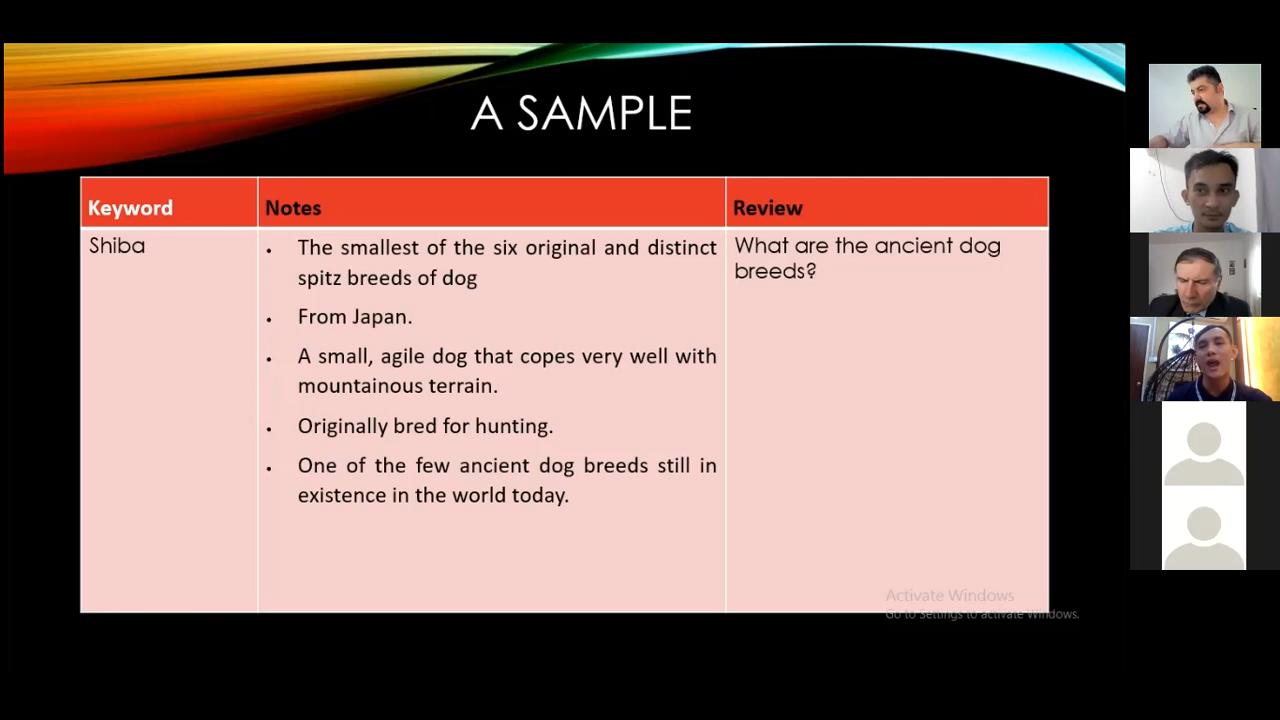 A SAMPLE
Keyword
Notes
Review
Shiba
• The smallest of the six original and distinct
spitz breeds of dog
• From Japan.
• A small, agile dog that copes very well with
mountainous terrain.
• Originally bred for hunting.
• One of the few ancient dog breeds still in
existence in the world today.
What are the ancient dog
breeds?
Activate Windows
Go to Settings to activate Windows.